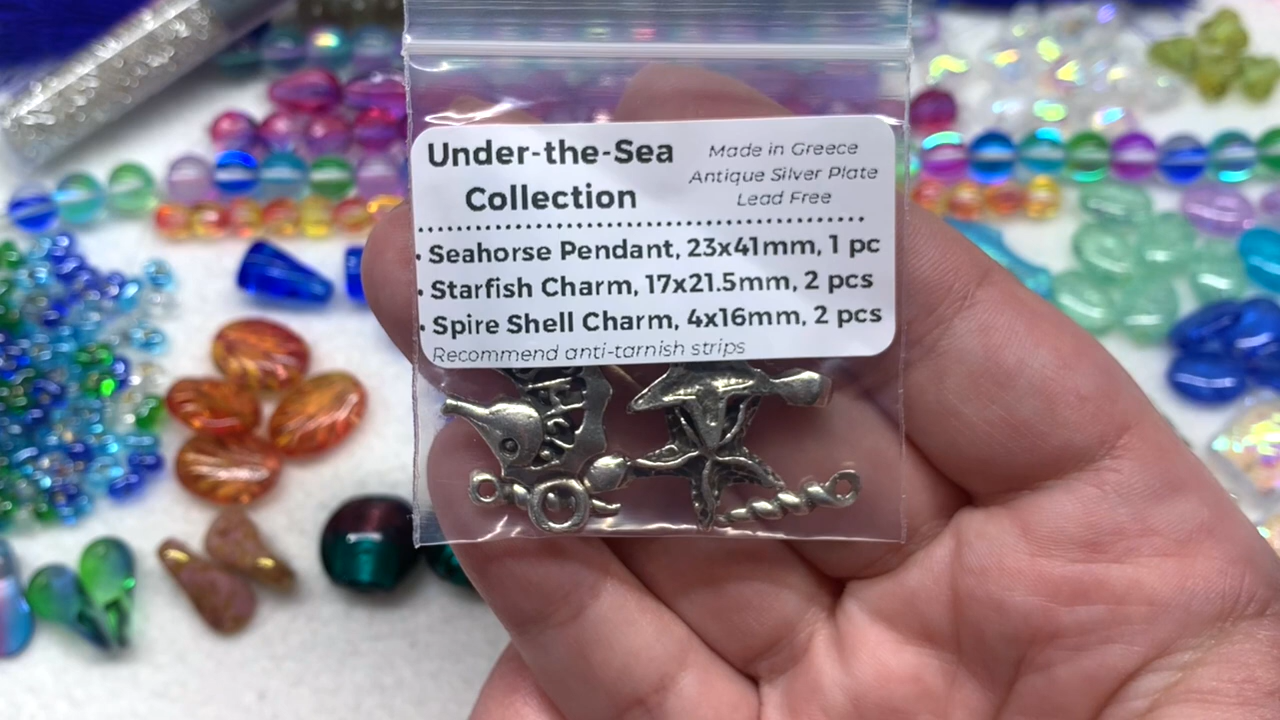 Under-the-Sea
Collection
Made in Greece
Antique Silver Plate
Lead Free
• Seahorse Pendant, 23x41mm, 1 pc
• Starfish Charm, 17x21.5mm, 2 pcs
• Spire Shell Charm, 4x16mm, 2 pcs
Recommend anti-tarnish strips